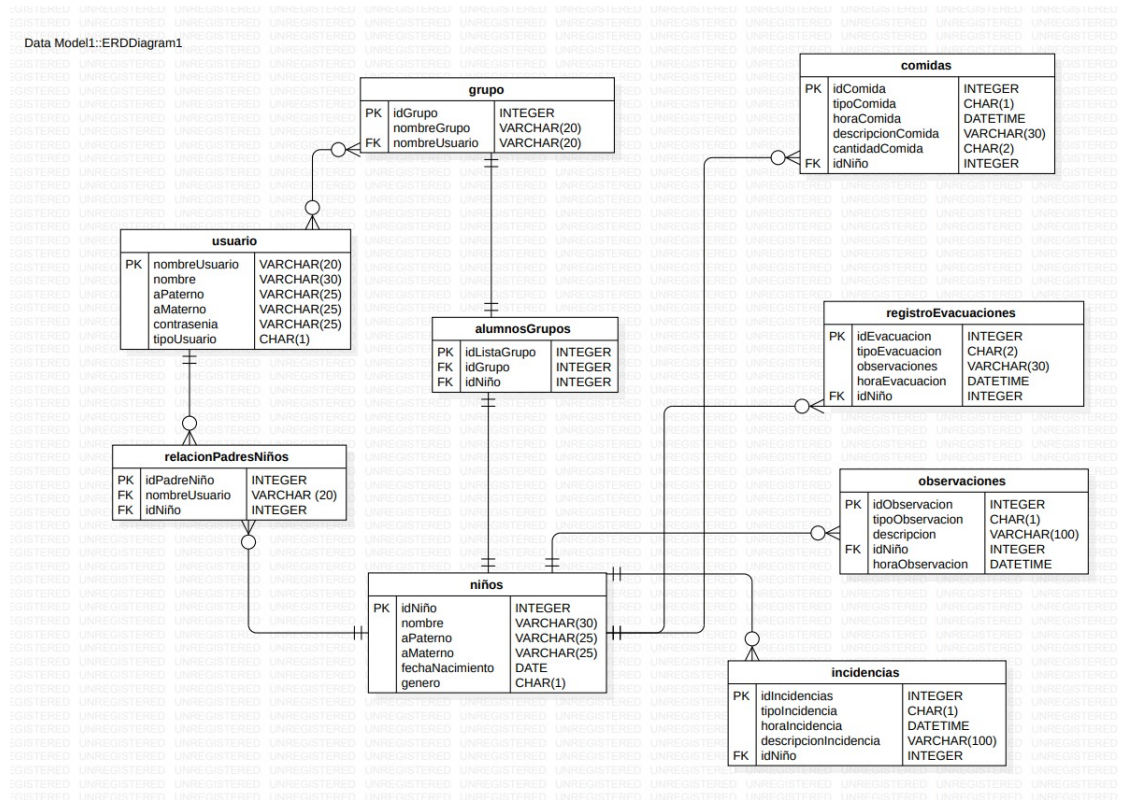 Data Model1::ERDDiagram1
grupo
PK idGrupo INTEGER
nombreGrupo VARCHAR(20)
FK nombreUsuario VARCHAR(20)
comidas
PK idComida INTEGER
tipoComida CHAR(1)
horaComida DATETIME
descripcionComida VARCHAR(30)
cantidadComida CHAR(2)
FK idNiño INTEGER
usuario
PK nombreUsuario VARCHAR(20)
nombre VARCHAR(30)
aPaterno VARCHAR(25)
aMaterno VARCHAR(25)
contrasenia VARCHAR(25)
tipoUsuario CHAR(1)
alumnosGrupos
PK idListaGrupo INTEGER
FK idGrupo INTEGER
FK idNiño INTEGER
registroEvacuaciones
PK idEvacuacion INTEGER
tipoEvacuacion CHAR(2)
observaciones VARCHAR(30)
horaEvacuacion DATETIME
FK idNiño INTEGER
relacionPadresNiños
PK idPadreNiño INTEGER
FK nombreUsuario VARCHAR (20)
FK idNiño INTEGER
observaciones
PK idObservacion INTEGER
tipoObservacion CHAR(1)
descripcion VARCHAR(100)
FK idNiño INTEGER
horaObservacion DATETIME
niños
PK idNiño INTEGER
nombre VARCHAR(30)
aPaterno VARCHAR(25)
aMaterno VARCHAR(25)
fechaNacimiento DATE
genero CHAR(1)
incidencias
PK idIncidencias INTEGER
tipoIncidencia CHAR(1)
horaIncidencia DATETIME
descripcionIncidencia VARCHAR(100)
FK idNiño INTEGER